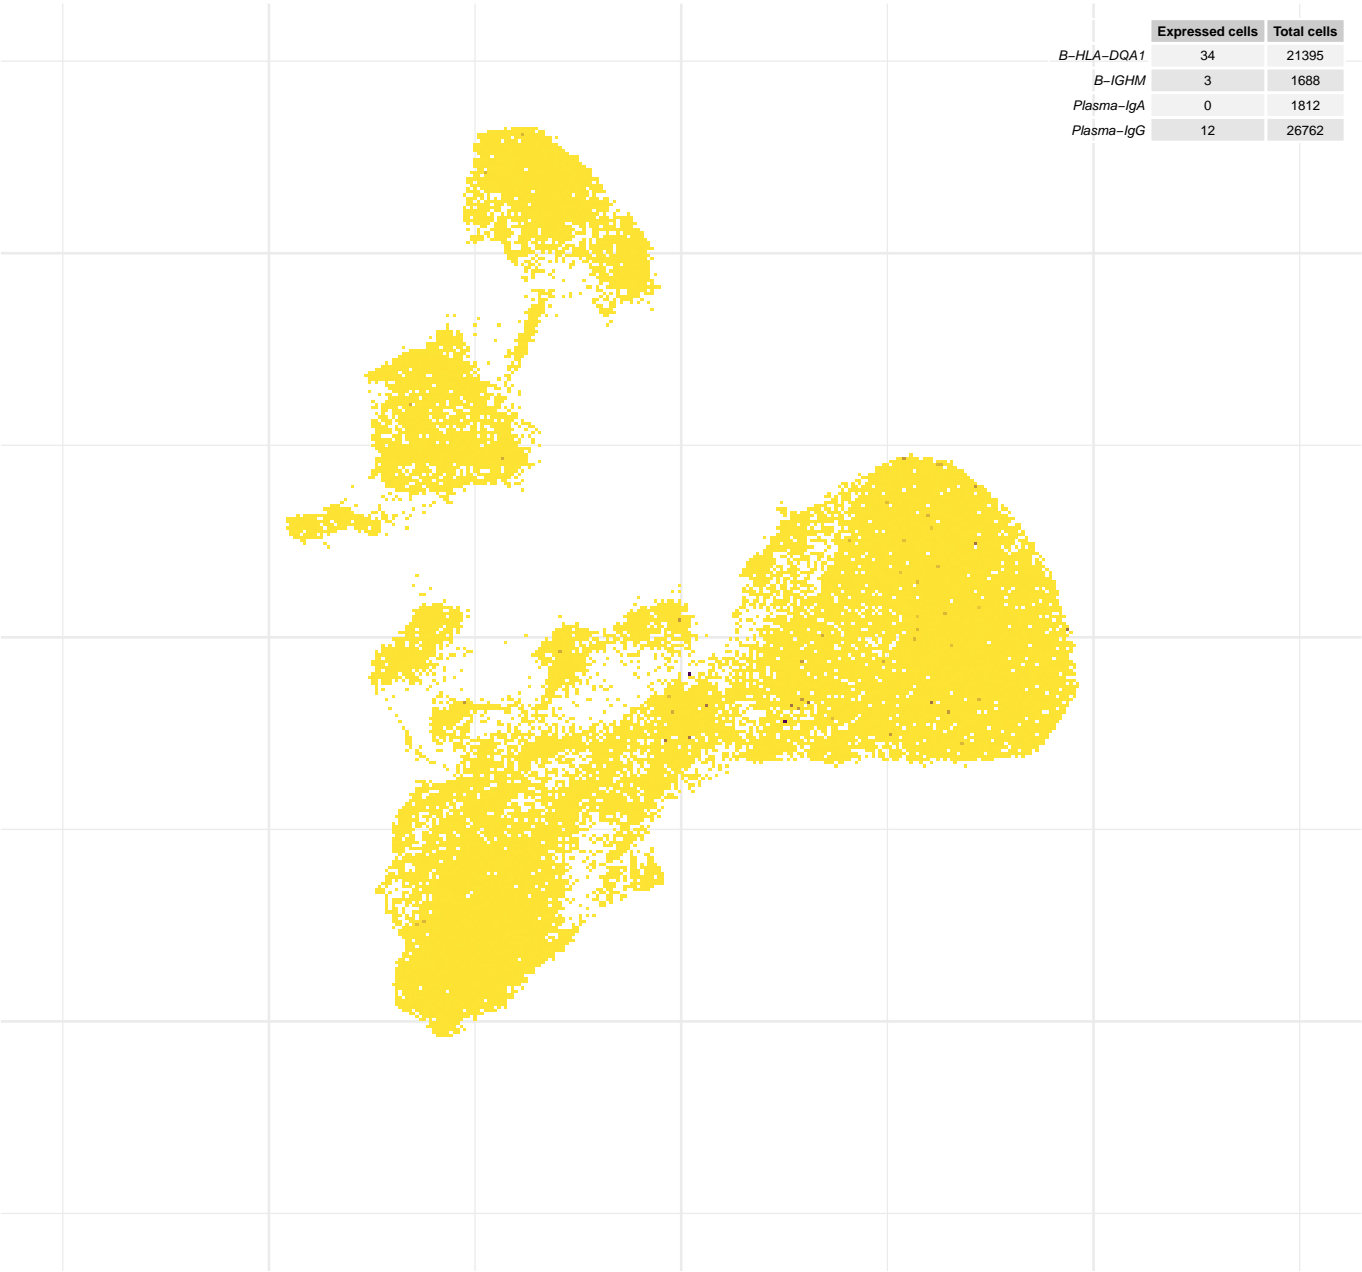 Expressed cells Total cells
B−HLA−DQA1 34 21395
B−IGHM 3 1688
Plasma−IgA 0 1812
Plasma−IgG 12 26762